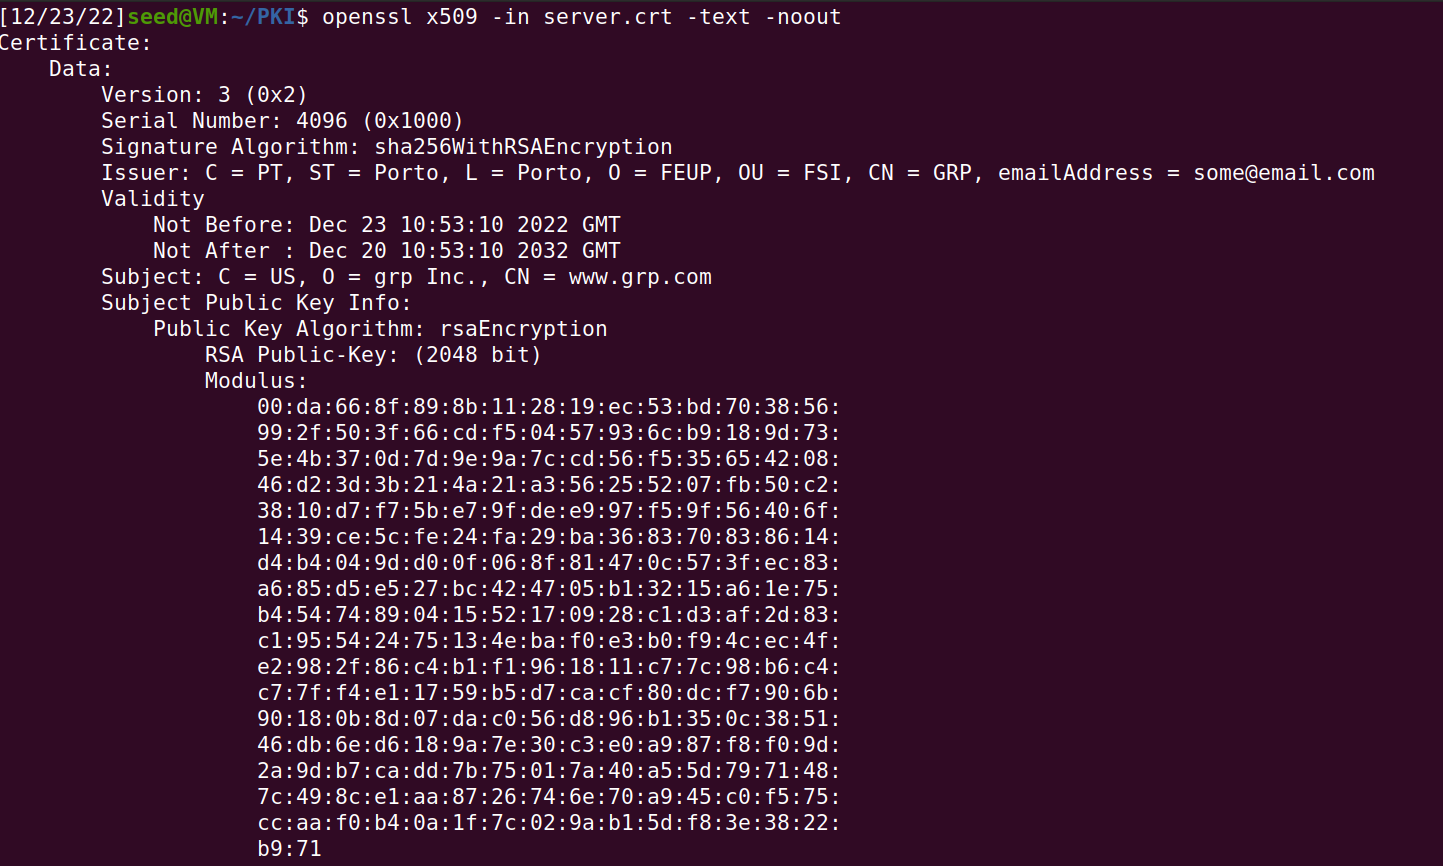 [12/23/22]seed@VM:~/PKI$ openssl x509 -in server.crt -text -noout
Certificate:
    Data:
        Version: 3 (0x2)
        Serial Number: 4096 (0x1000)
        Signature Algorithm: sha256WithRSAEncryption
        Issuer: C = PT, ST = Porto, L = Porto, O = FEUP, OU = FSI, CN = GRP, emailAddress = some@email.com
        Validity
            Not Before: Dec 23 10:53:10 2022 GMT
            Not After : Dec 20 10:53:10 2032 GMT
        Subject: C = US, O = grp Inc., CN = www.grp.com
        Subject Public Key Info:
            Public Key Algorithm: rsaEncryption
                RSA Public-Key: (2048 bit)
                Modulus:
                    00:da:66:8f:89:8b:11:28:19:ec:53:bd:70:38:56:
                    99:2f:50:3f:66:cd:f5:04:57:93:6c:b9:18:9d:73:
                    5e:4b:37:0d:7d:9e:9a:7c:cd:56:f5:35:65:42:08:
                    46:d2:3d:3b:21:4a:21:a3:56:25:52:07:fb:50:c2:
                    38:10:d7:f7:5b:e7:9f:de:e9:97:f5:9f:56:40:6f:
                    14:39:ce:5c:fe:24:fa:29:ba:36:83:70:83:86:14:
                    d4:b4:04:9d:d0:0f:06:8f:81:47:0c:57:3f:ec:83:
                    a6:85:d5:e5:27:bc:42:47:05:b1:32:15:a6:1e:75:
                    b4:54:74:89:04:15:52:17:09:28:c1:d3:af:2d:83:
                    c1:95:54:24:75:13:4e:ba:f0:e3:b0:f9:4c:ec:4f:
                    e2:98:2f:86:c4:b1:f1:96:18:11:c7:7c:98:b6:c4:
                    c7:7f:f4:e1:17:59:b5:d7:ca:cf:80:dc:f7:90:6b:
                    90:18:0b:8d:07:da:c0:56:d8:96:b1:35:0c:38:51:
                    46:db:6e:d6:18:9a:7e:30:c3:e0:a9:87:f8:f0:9d:
                    2a:9d:b7:ca:dd:7b:75:01:7a:40:a5:5d:79:71:48:
                    7c:49:8c:e1:aa:87:26:74:6e:70:a9:45:c0:f5:75:
                    cc:aa:f0:b4:0a:1f:7c:02:9a:b1:5d:f8:3e:38:22:
                    b9:71